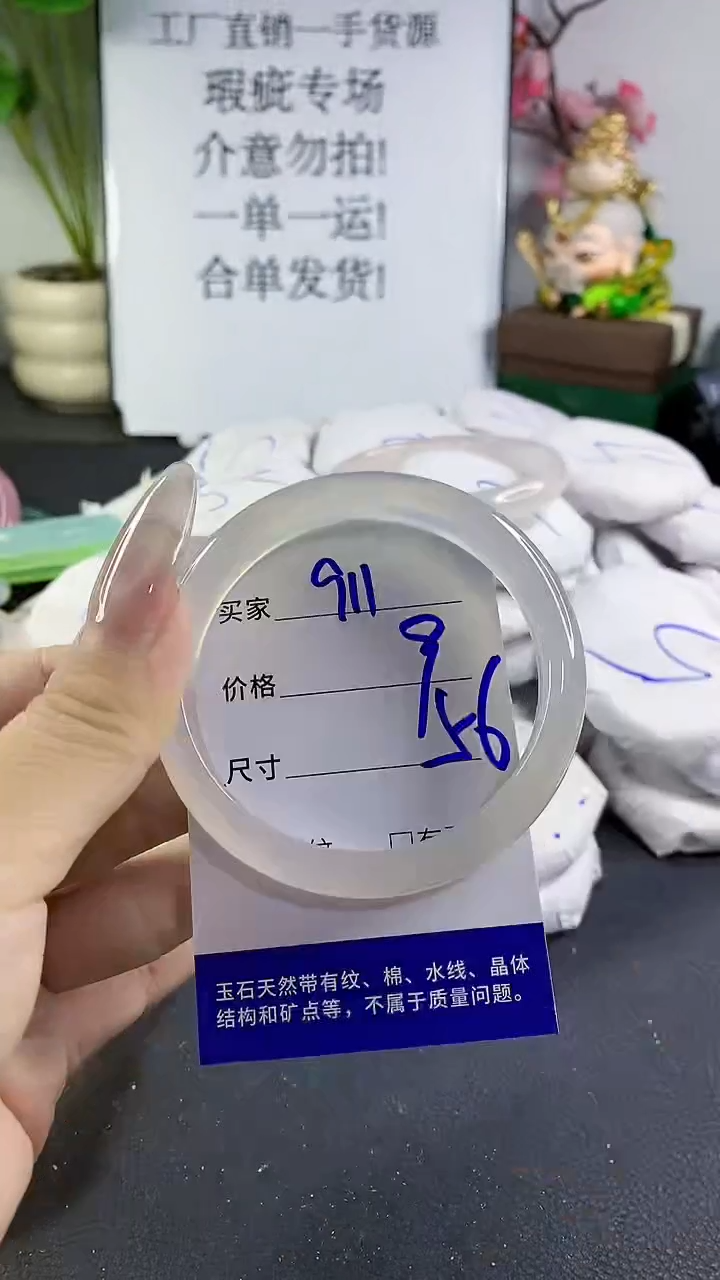 工厂直销一手货源
瑕疵专场
介意勿拍!
一单一运!
合单发货!
买家 911
价格 9
尺寸 56
玉石天然带有纹、棉、水线、晶体
结构和矿点等，不属于质量问题。